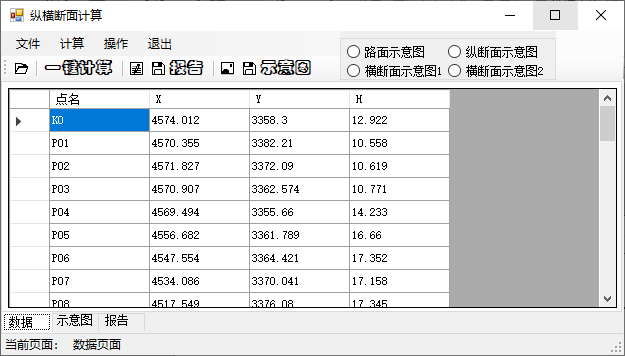 纵横断面计算
文件 计算 操作 退出
一键计算 报告 示意图
路面示意图 纵断面示意图
横断面示意图1 横断面示意图2
点名 X Y H
K0 4574.012 3358.3 12.922
P01 4570.355 3382.21 10.558
P02 4571.827 3372.09 10.619
P03 4570.907 3362.574 10.771
P04 4569.494 3355.66 14.233
P05 4556.682 3361.789 16.66
P06 4547.554 3364.421 17.352
P07 4534.086 3370.041 17.158
P08 4517.549 3376.08 17.345
数据 示意图 报告
当前页面: 数据页面